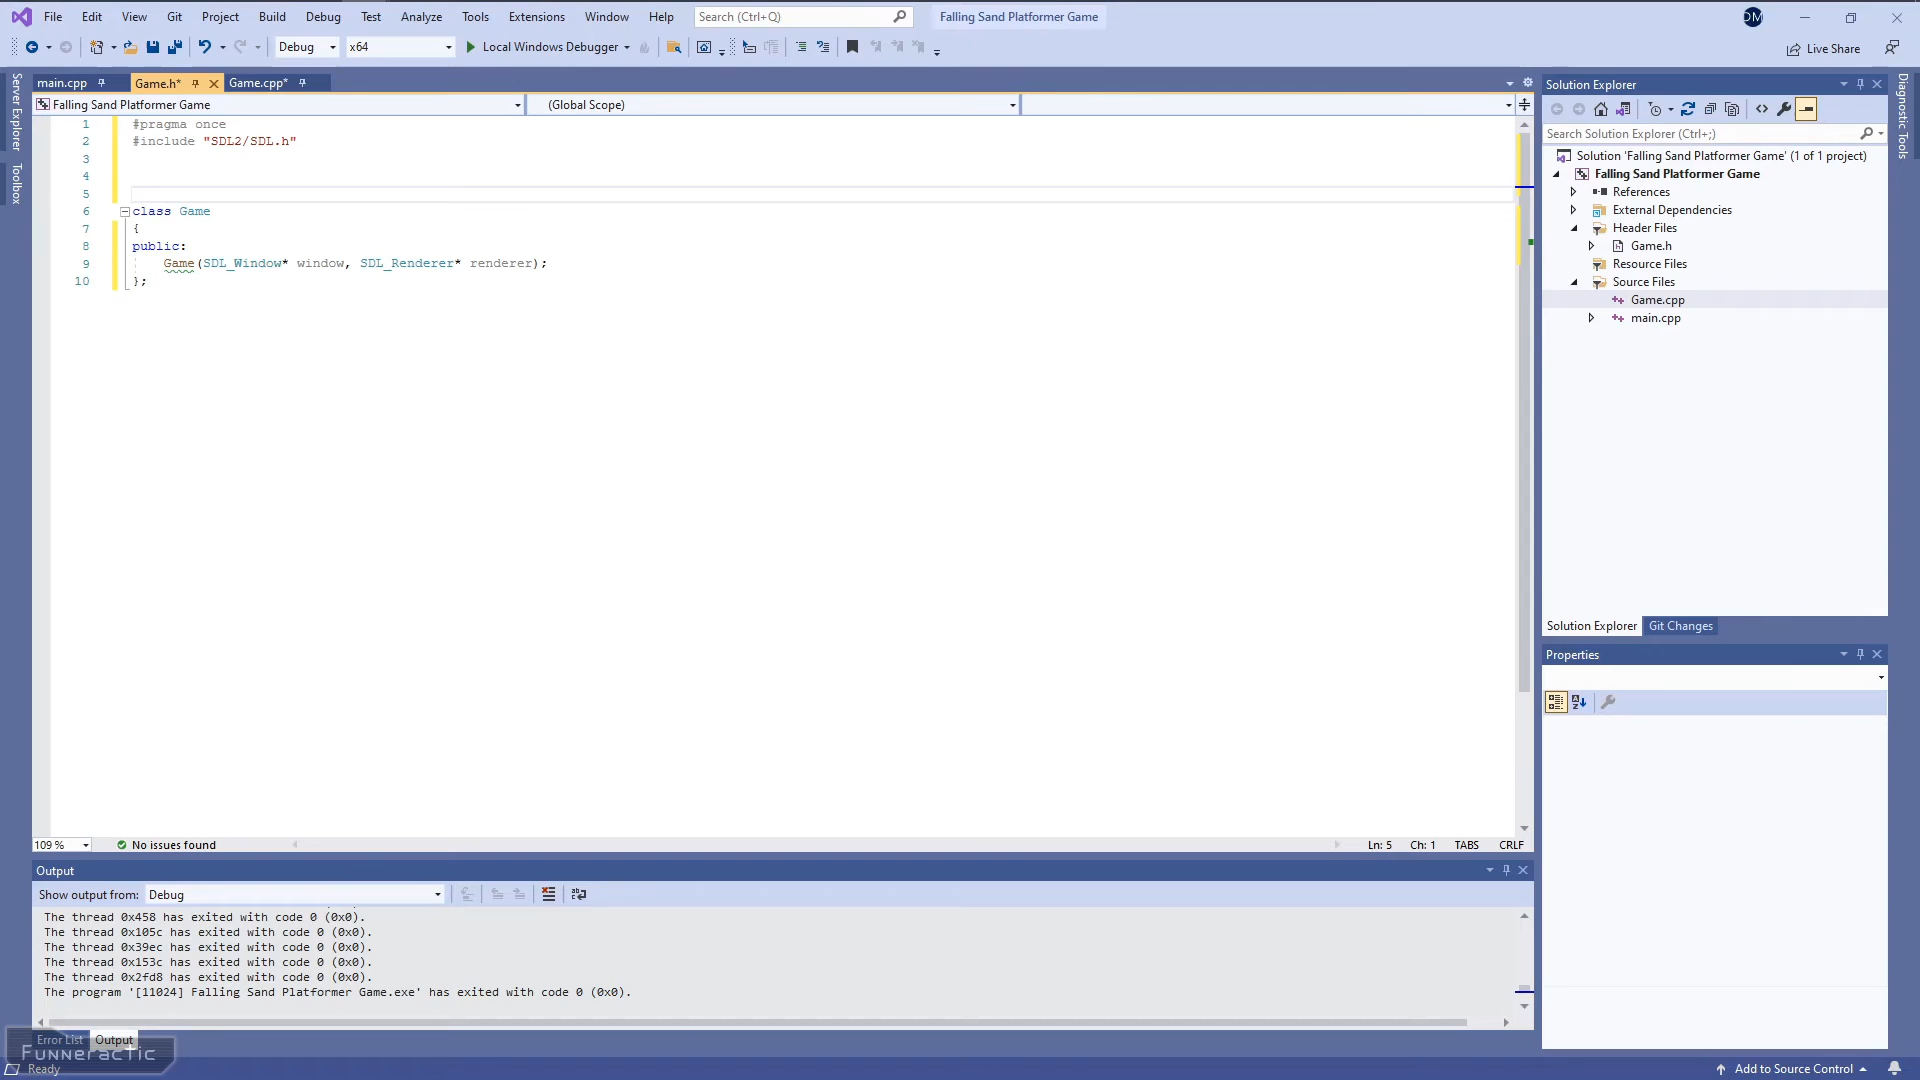 File Edit View Git Project Build Debug Test Analyze Tools Extensions Window Help Search (Ctrl+Q) Falling Sand Platformer Game DM
Debug x64 Local Windows Debugger Live Share
Server Explorer
Toolbox
main.cpp Game.h* Game.cpp*
Falling Sand Platformer Game (Global Scope)
1 #pragma once
2 #include "SDL2/SDL.h"
3
4
5
6 class Game
7 {
8 public:
9 Game(SDL_Window* window, SDL_Renderer* renderer);
10 };
109 % No issues found Ln: 5 Ch: 1 TABS CRLF
Output
Show output from: Debug
The thread 0x458 has exited with code 0 (0x0).
The thread 0x105c has exited with code 0 (0x0).
The thread 0x39ec has exited with code 0 (0x0).
The thread 0x153c has exited with code 0 (0x0).
The thread 0x2fd8 has exited with code 0 (0x0).
The program '[11024] Falling Sand Platformer Game.exe' has exited with code 0 (0x0).
Error List Output
Funneractic
Ready
Solution Explorer
Search Solution Explorer (Ctrl+;)
Solution 'Falling Sand Platformer Game' (1 of 1 project)
Falling Sand Platformer Game
References
External Dependencies
Header Files
Game.h
Resource Files
Source Files
Game.cpp
main.cpp
Solution Explorer Git Changes
Properties
Diagnostic Tools
Add to Source Control